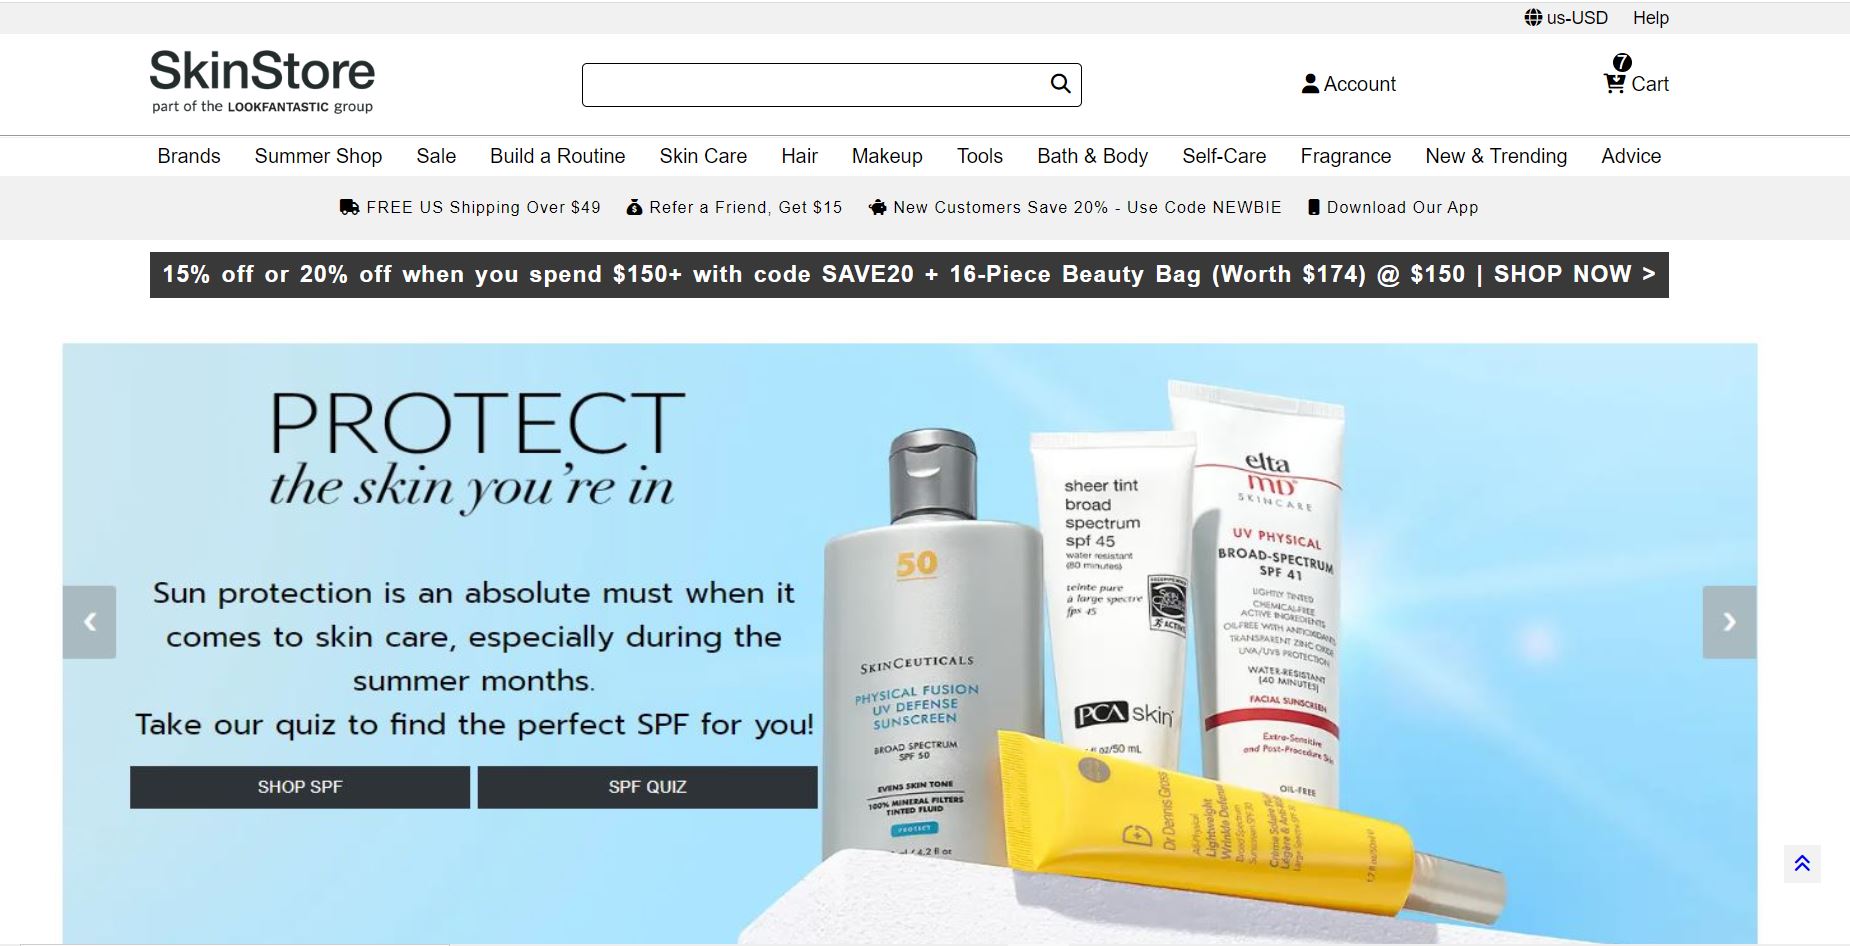 us-USD Help
SkinStore
part of the LOOKFANTASTIC group
Account
7
Cart
Brands Summer Shop Sale Build a Routine Skin Care Hair Makeup Tools Bath & Body Self-Care Fragrance New & Trending Advice
FREE US Shipping Over $49 Refer a Friend, Get $15 New Customers Save 20% - Use Code NEWBIE Download Our App
15% off or 20% off when you spend $150+ with code SAVE20 + 16-Piece Beauty Bag (Worth $174) @ $150 | SHOP NOW >
PROTECT
the skin you're in
Sun protection is an absolute must when it
comes to skin care, especially during the
summer months.
Take our quiz to find the perfect SPF for you!
SHOP SPF SPF QUIZ
50
SKINCEUTICALS
PHYSICAL FUSION
UV DEFENSE
SUNSCREEN
BROAD SPECTRUM
SPF 50
EVENS SKIN TONE
100% MINERAL FILTERS
TINTED FLUID
PROTECT
/ 4.2 fl oz
sheer tint
broad
spectrum
spf 45
water resistant
(80 minutes)
teinte pure
à large spectre
fps 45
PCA skin
oz/50 mL
elta
MD
SKINCARE
UV PHYSICAL
BROAD-SPECTRUM
SPF 41
LIGHTLY TINTED
CHEMICAL-FREE
ACTIVE INGREDIENTS
OIL-FREE WITH ANTIOXIDANTS
TRANSPARENT ZINC OXIDE
UVA/UVB PROTECTION
WATER-RESISTANT
(40 MINUTES)
FACIAL SUNSCREEN
Extra-Sensitive
and Post-Procedure
OIL-FREE
Dr Dennis Gross
All-Physical
Lightweight
Wrinkle Defense
Broad Spectrum
Sunscreen SPF 30